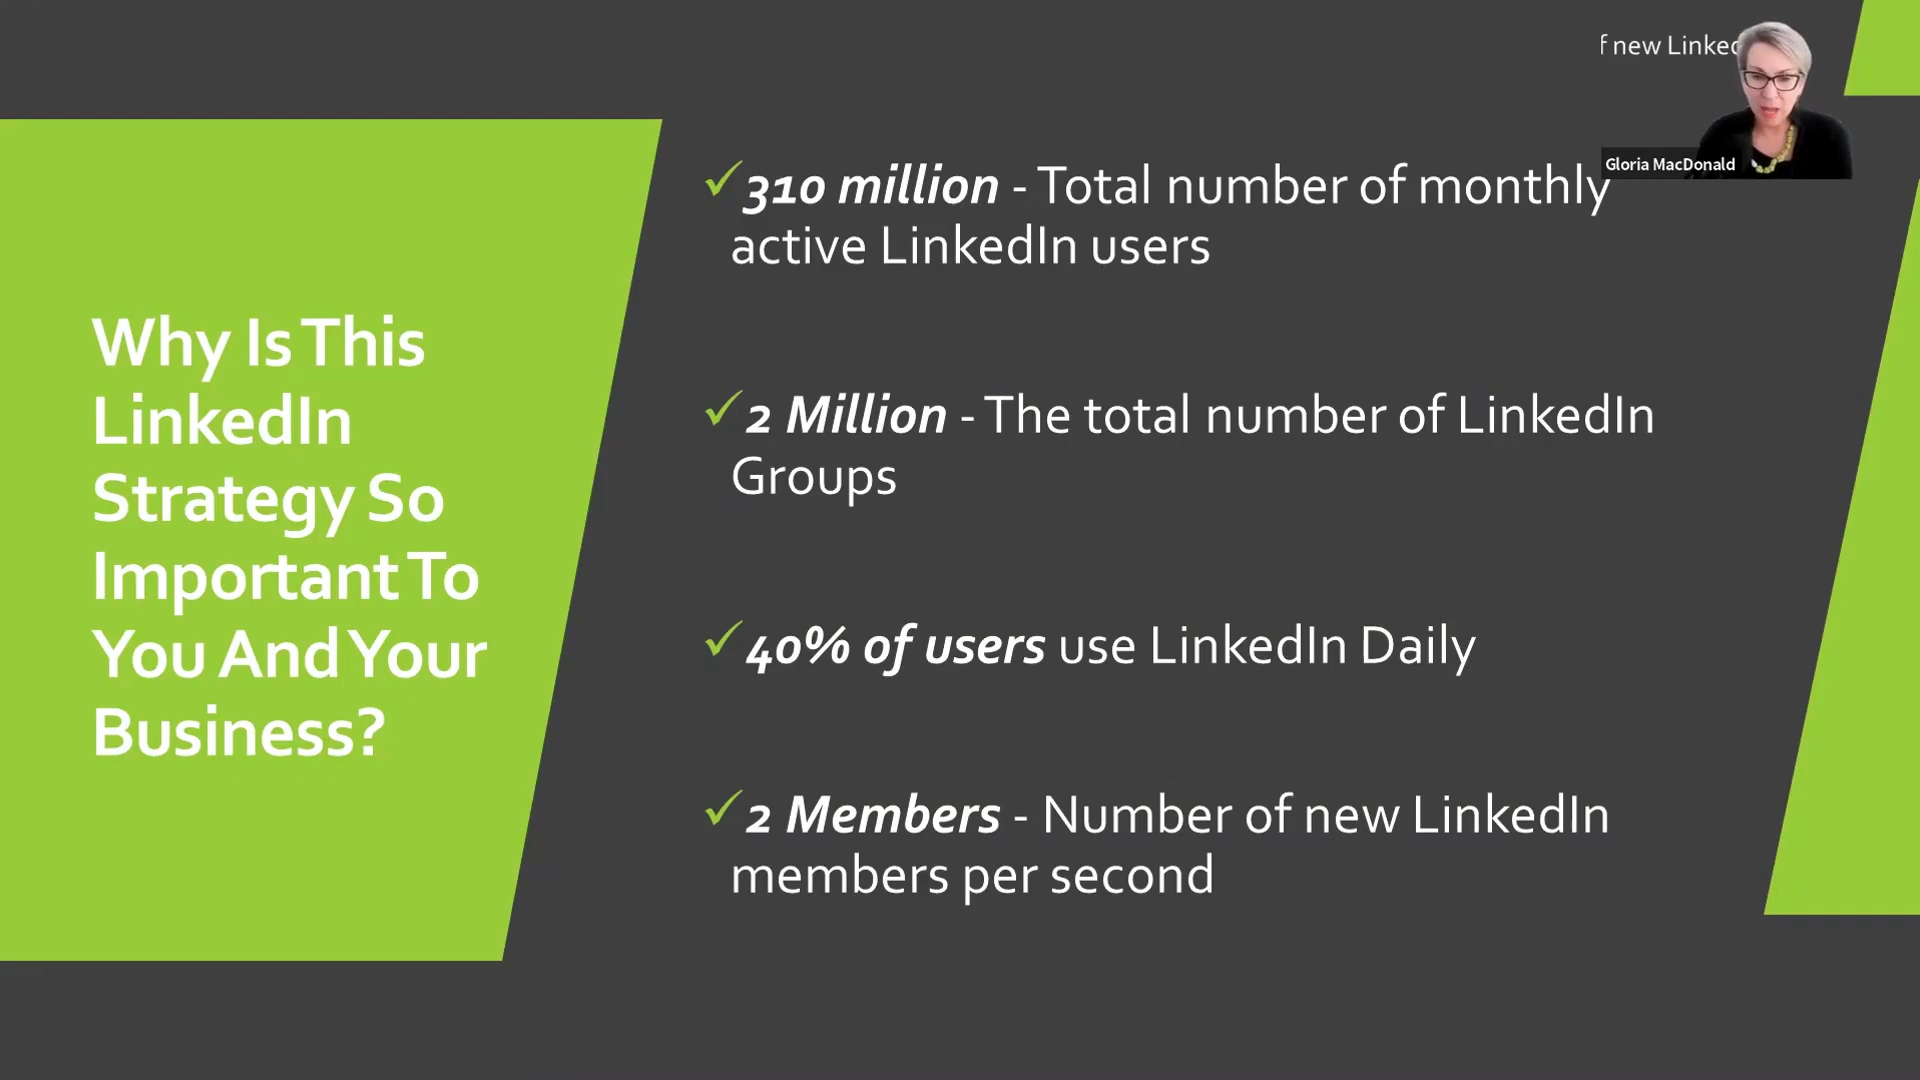 f new Linked
Gloria MacDonald
Why Is This
LinkedIn
Strategy So
Important To
You And Your
Business?
✓310 million - Total number of monthly
active LinkedIn users
✓2 Million - The total number of LinkedIn
Groups
✓40% of users use LinkedIn Daily
✓2 Members - Number of new LinkedIn
members per second